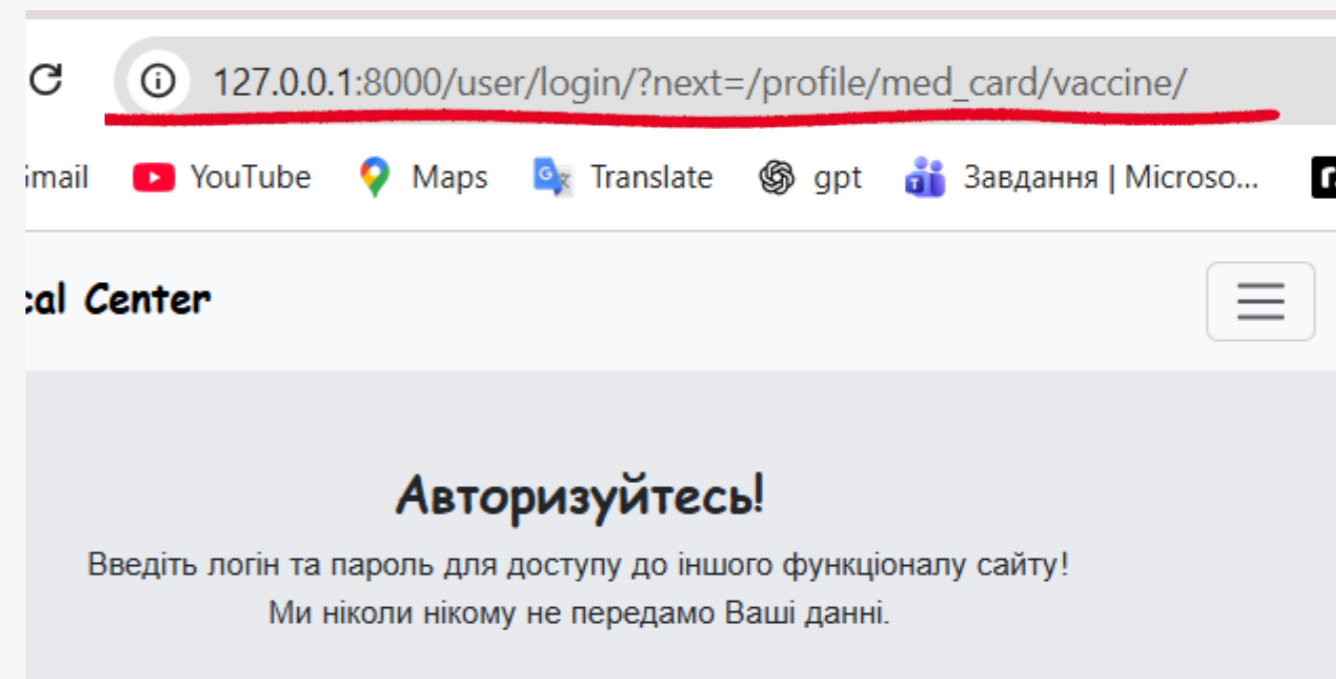 127.0.0.1:8000/user/login/?next=/profile/med_card/vaccine/
mail YouTube Maps Translate gpt Завдання | Microso...
cal Center
Авторизуйтесь!
Введіть логін та пароль для доступу до іншого функціоналу сайту!
Ми ніколи нікому не передамо Ваші данні.